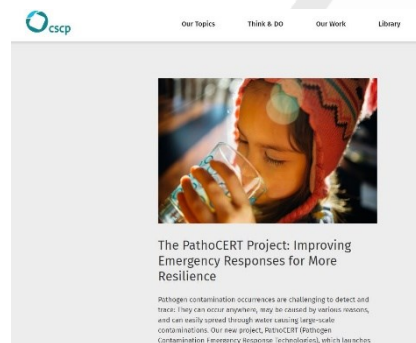 cscp
Our Topics Think & DO Our Work Library
The PathoCERT Project: Improving
Emergency Responses for More
Resilience
Pathogen contamination occurrences are challenging to detect and
trace: They can occur anywhere, may be caused by various reasons,
and can easily spread through water causing large-scale
contaminations. Our new project, PathoCERT (Pathogen
Contamination Emergency Response Technologies), which launches